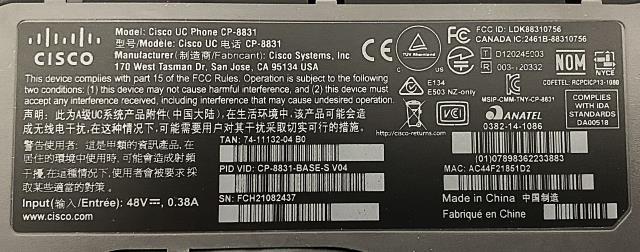 Model: Cisco UC Phone CP-8831
型号/Modèle: Cisco UC 电话 CP-8831
Manufacturer (制造商/Fabricant): Cisco Systems, Inc
170 West Tasman Dr, San Jose, CA 95134 USA
CISCO
This device complies with part 15 of the FCC Rules. Operation is subject to the following
two conditions: (1) this device may not cause harmful interference, and (2) this device must
accept any interference received, including interference that may cause undesired operation.
声明: 此为A级UC系统产品附件(中国大陆), 在生活环境中, 该产品可能会造
成无线电干扰, 在这种情况下, 可能需要用户对其干扰采取切实可行的措施.
警告使用者: 這是甲類的資訊產品, 在
居住的環境中使用時, 可能會造成射頻
干擾, 在這種情況下, 使用者會被要求採
取某些適當的對策.
Input(输入/Entrée): 48V 0.38A
www.cisco.com
TAN: 74-11132-04 B0
PID VID: CP-8831-BASE-S V04
SN: FCH21082437
TÜV Rheinland
E134
E503 NZ-only
http://cisco-returns.com
FCC ID: LDK88310756
CANADA IC: 2461B-88310756
D120245003
003-120332
NOM
NYCE
COFETEL: RCPCICP13-1080
MSIP-CMM-TNY-CP-8831
VCCI
ANATEL
0382-14-1086
COMPLIES WITH IDA STANDARDS DA00518
(01)07898362233883
MAC: AC44F21851D2
Made in China 中国制造
Fabriqué en Chine